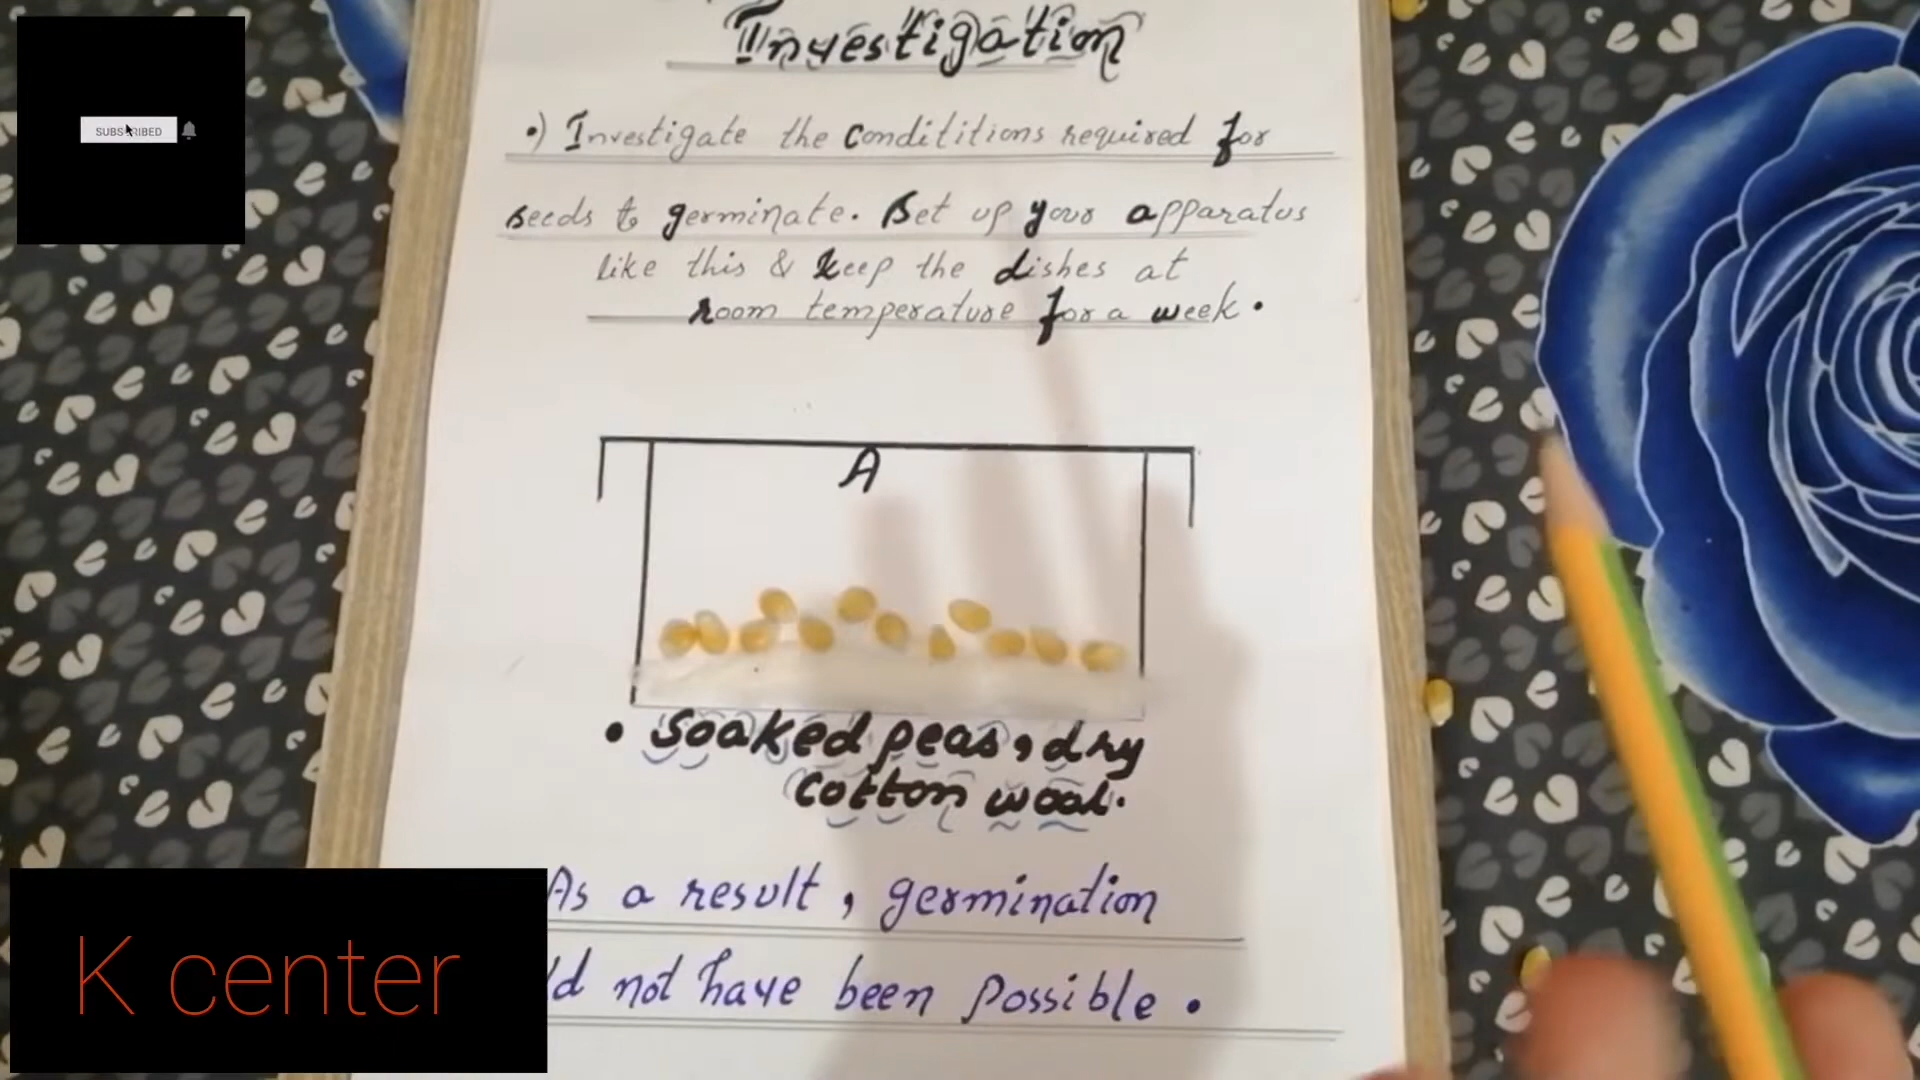 Investigation
SUBSCRIBED
•) Investigate the Condititions required for
seeds to germinate. Set up your apparatus
like this & keep the dishes at
room temperature for a week.
A
• Soaked peas, dry
cotton wool.
As a result, germination
not have been possible.
K center